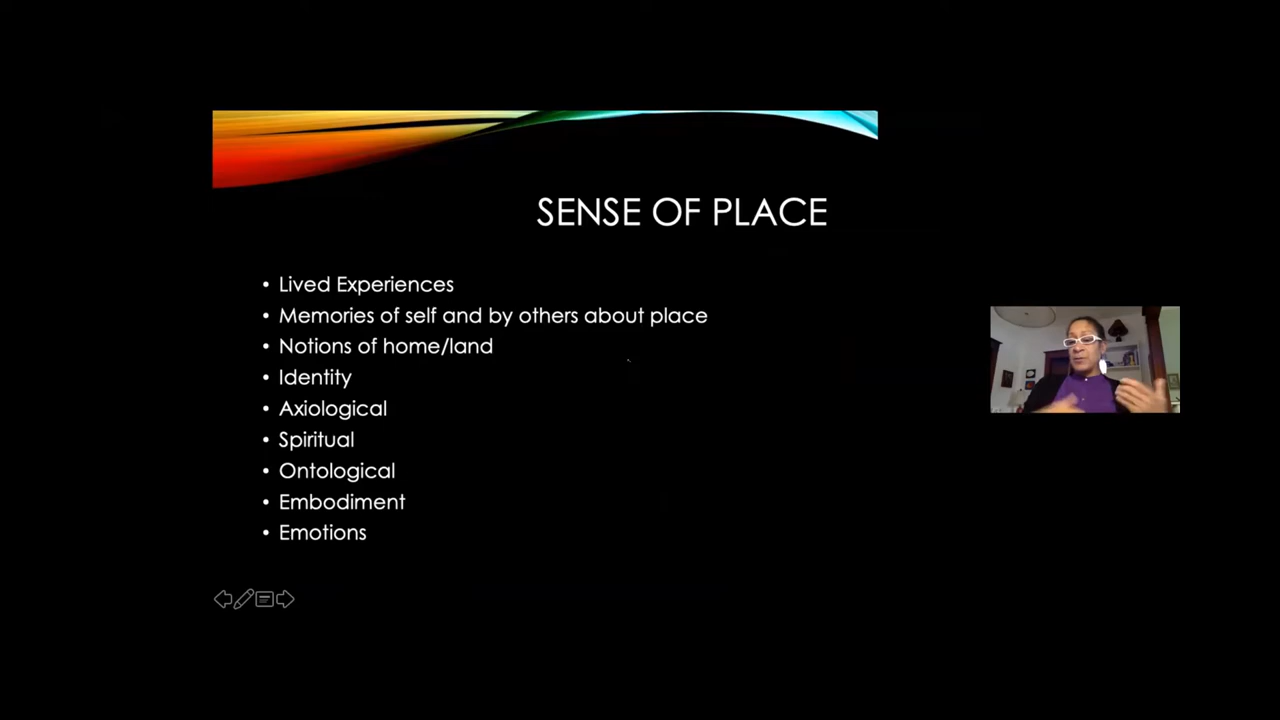 SENSE OF PLACE
• Lived Experiences
• Memories of self and by others about place
• Notions of home/land
• Identity
• Axiological
• Spiritual
• Ontological
• Embodiment
• Emotions